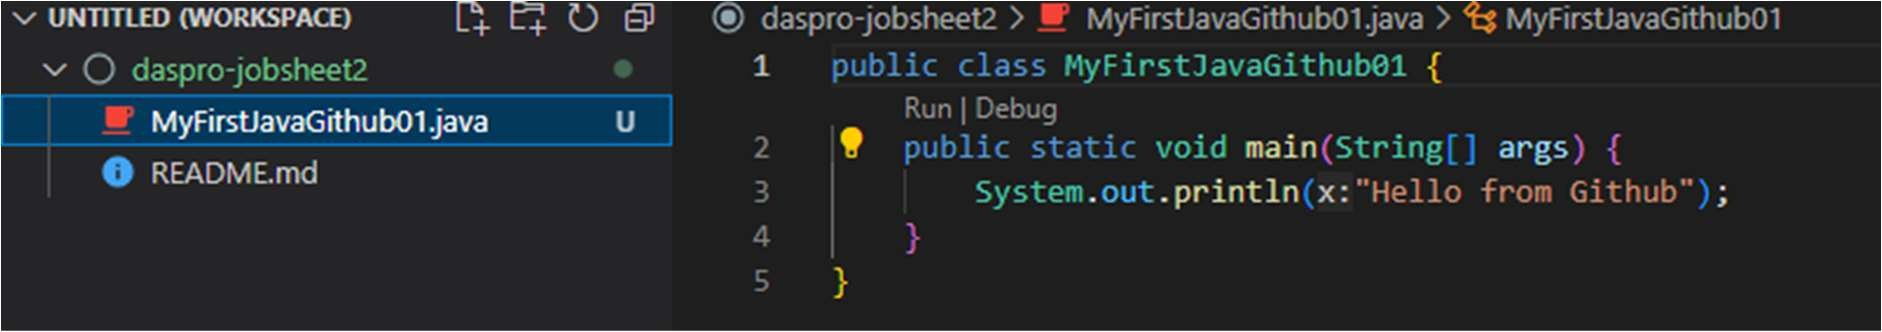 UNTITLED (WORKSPACE)
daspro-jobsheet2
MyFirstJavaGithub01.java U
README.md
daspro-jobsheet2 > MyFirstJavaGithub01.java > MyFirstJavaGithub01
1 public class MyFirstJavaGithub01 {
Run | Debug
2 public static void main(String[] args) {
3 System.out.println(x:"Hello from Github");
4 }
5 }